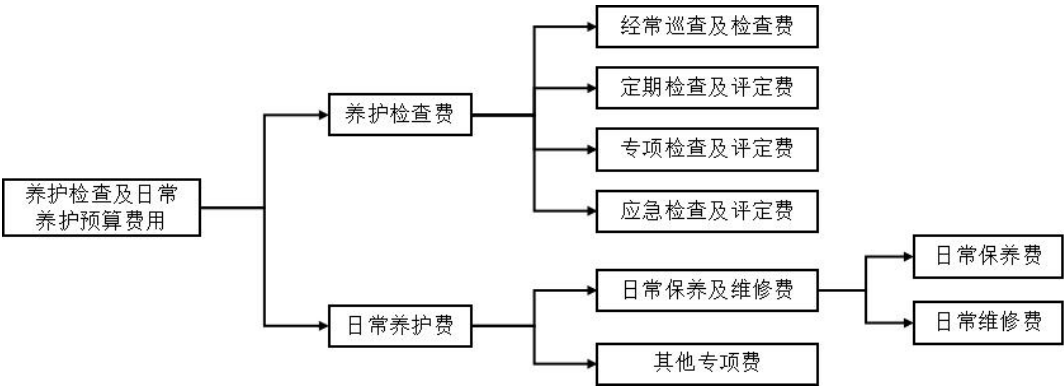 养护检查及日常
养护预算费用
养护检查费
经常巡查及检查费
定期检查及评定费
专项检查及评定费
应急检查及评定费
日常养护费
日常保养及维修费
日常保养费
日常维修费
其他专项费